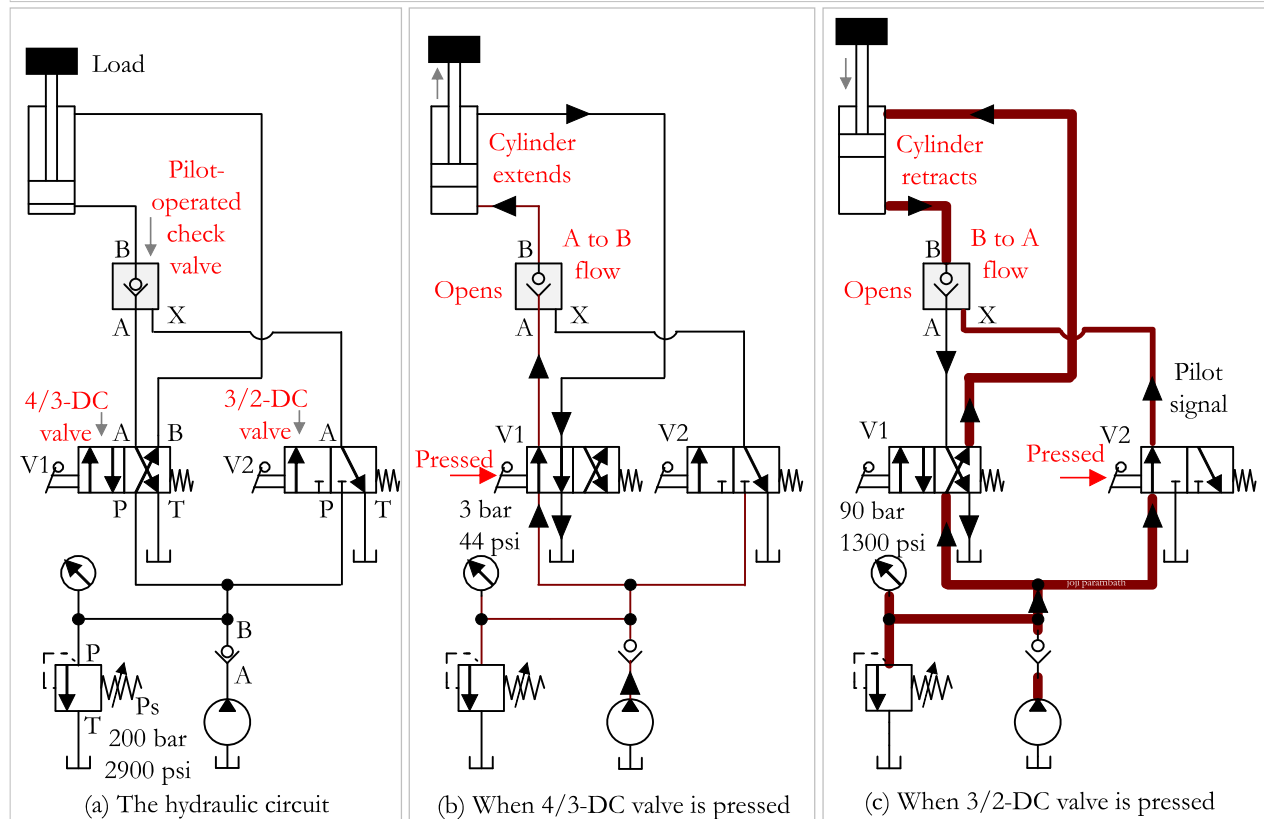 Load
Pilot-
operated
check
valve
B
A
X
4/3-DC
valve
A
B
3/2-DC
valve
A
V1
V2
P
T
P
T
B
P
A
Ps
T
200 bar
2900 psi
(a) The hydraulic circuit
Cylinder
extends
B
A to B
flow
Opens
A
X
V1
V2
Pressed
3 bar
44 psi
(b) When 4/3-DC valve is pressed
Cylinder
retracts
B
B to A
flow
Opens
X
A
Pilot
signal
V1
V2
Pressed
90 bar
1300 psi
joji parambath
(c) When 3/2-DC valve is pressed